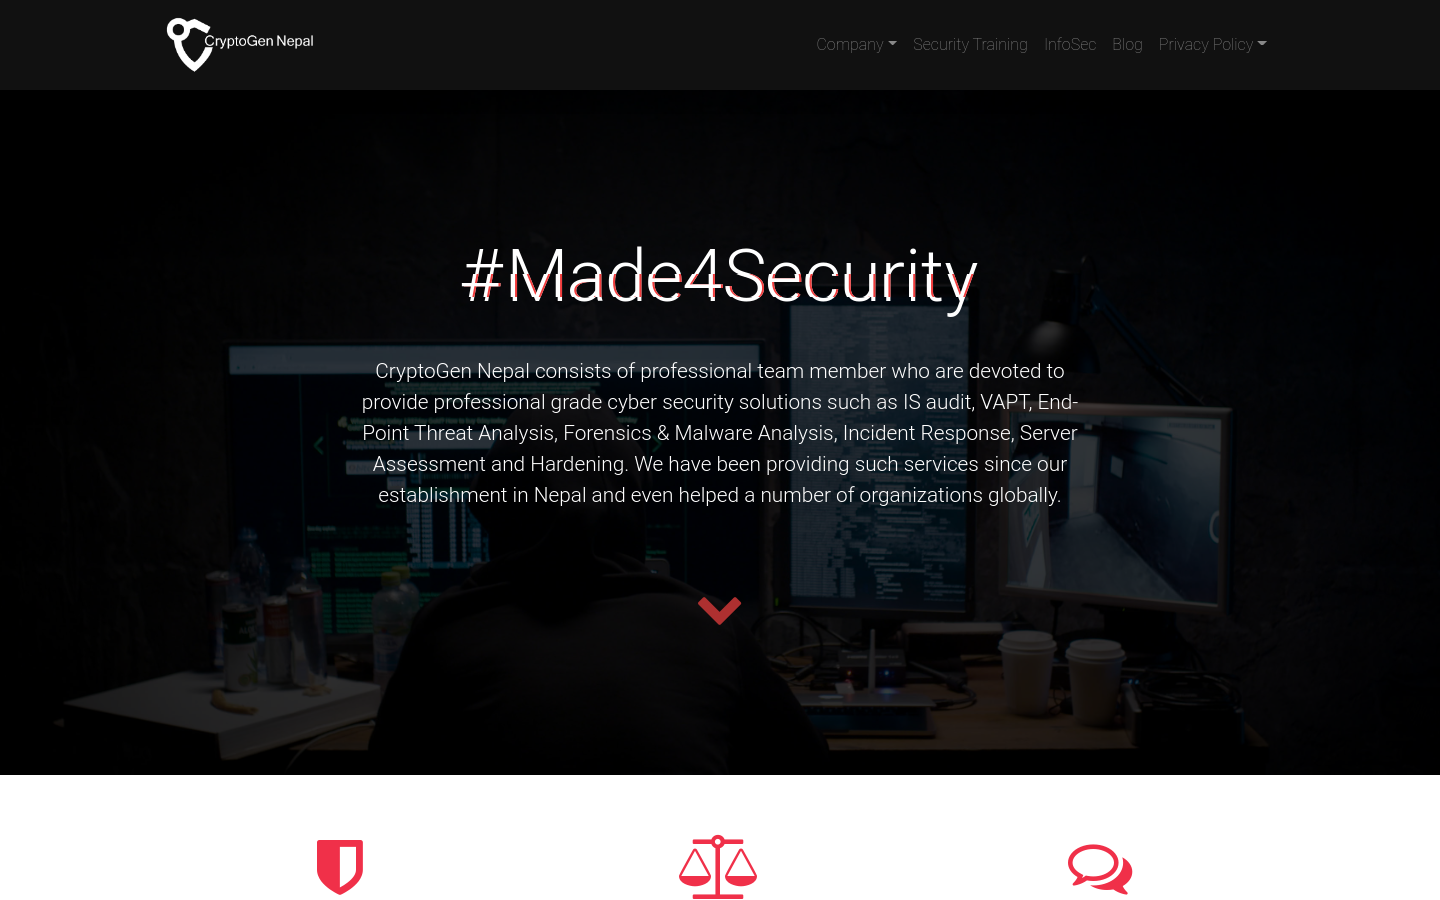 CryptoGen Nepal
Company
Security Training
InfoSec
Blog
Privacy Policy
#Made4Security
CryptoGen Nepal consists of professional team member who are devoted to
provide professional grade cyber security solutions such as IS audit, VAPT, End-
Point Threat Analysis, Forensics & Malware Analysis, Incident Response, Server
Assessment and Hardening. We have been providing such services since our
establishment in Nepal and even helped a number of organizations globally.